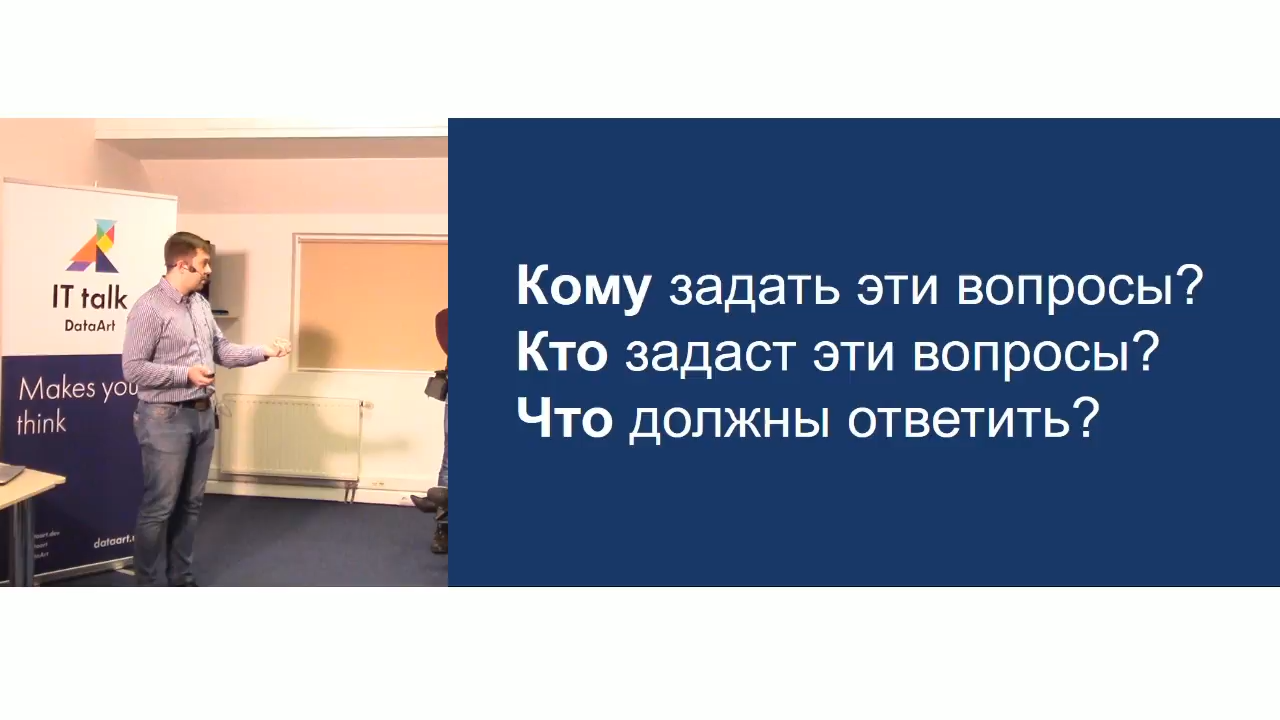 IT talk
DataArt
Makes you
think
dataart.
Кому задать эти вопросы?
Кто задаст эти вопросы?
Что должны ответить?